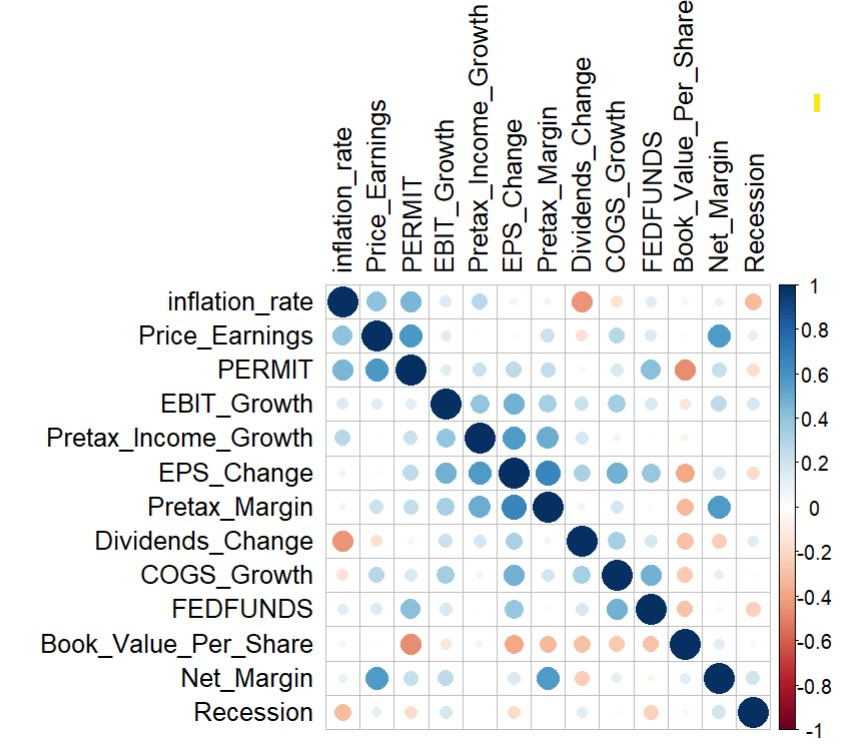 inflation_rate
Price_Earnings
PERMIT
EBIT_Growth
Pretax_Income_Growth
EPS_Change
Pretax_Margin
Dividends_Change
COGS_Growth
FEDFUNDS
Book_Value_Per_Share
Net_Margin
Recession
inflation_rate
Price_Earnings
PERMIT
EBIT_Growth
Pretax_Income_Growth
EPS_Change
Pretax_Margin
Dividends_Change
COGS_Growth
FEDFUNDS
Book_Value_Per_Share
Net_Margin
Recession
1
0.8
0.6
0.4
0.2
0
-0.2
-0.4
-0.6
-0.8
-1